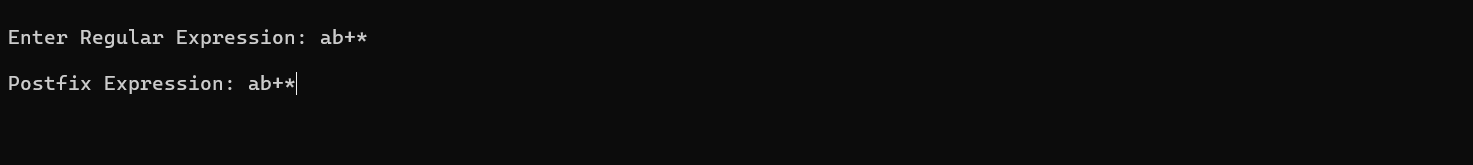 Enter Regular Expression: ab+*
Postfix Expression: ab+*